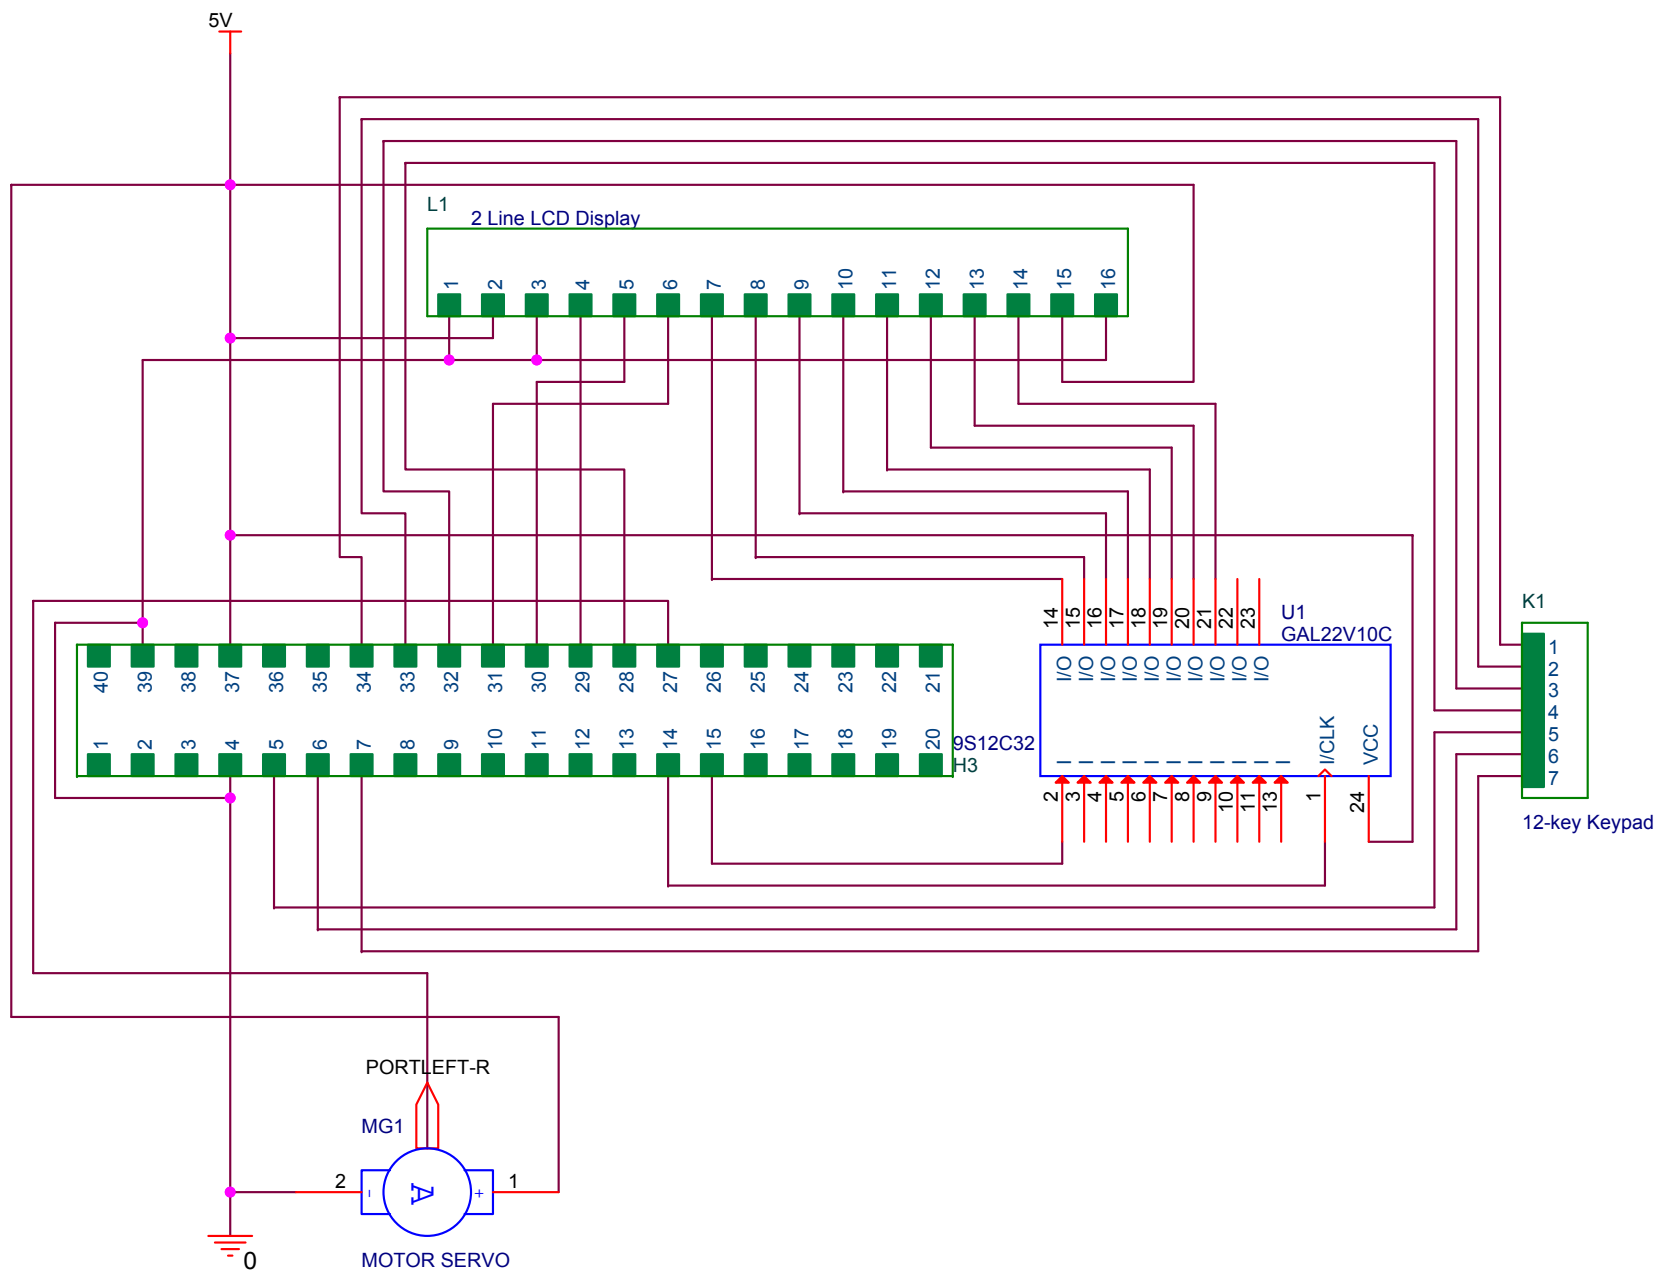 5V
L1
2 Line LCD Display
1 2 3 4 5 6 7 8 9 10 11 12 13 14 15 16
14 15 16 17 18 19 20 21 22 23
U1
GAL22V10C
I/O I/O I/O I/O I/O I/O I/O I/O I/O I/O
I I I I I I I I I I I I/CLK VCC
2 3 4 5 6 7 8 9 10 11 13 1 24
K1
1
2
3
4
5
6
7
12-key Keypad
40 39 38 37 36 35 34 33 32 31 30 29 28 27 26 25 24 23 22 21
1 2 3 4 5 6 7 8 9 10 11 12 13 14 15 16 17 18 19 20
9S12C32
H3
PORTLEFT-R
MG1
2 - A + 1
MOTOR SERVO
0